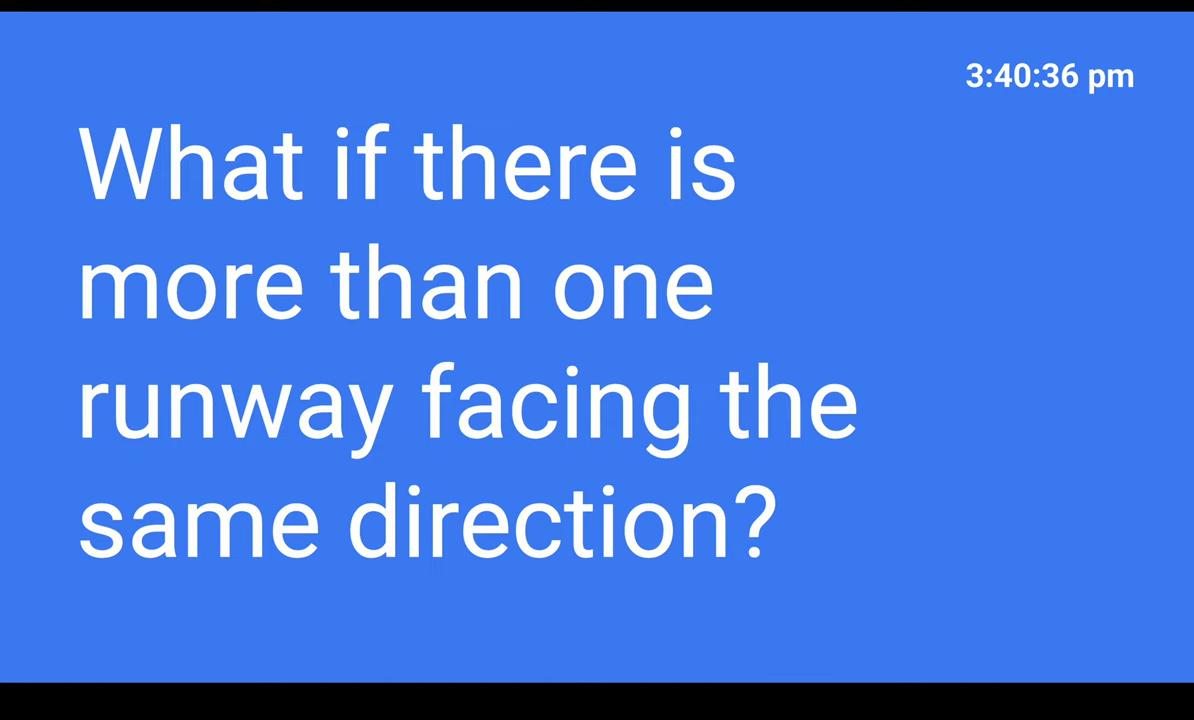 3:40:36 pm
What if there is
more than one
runway facing the
same direction?